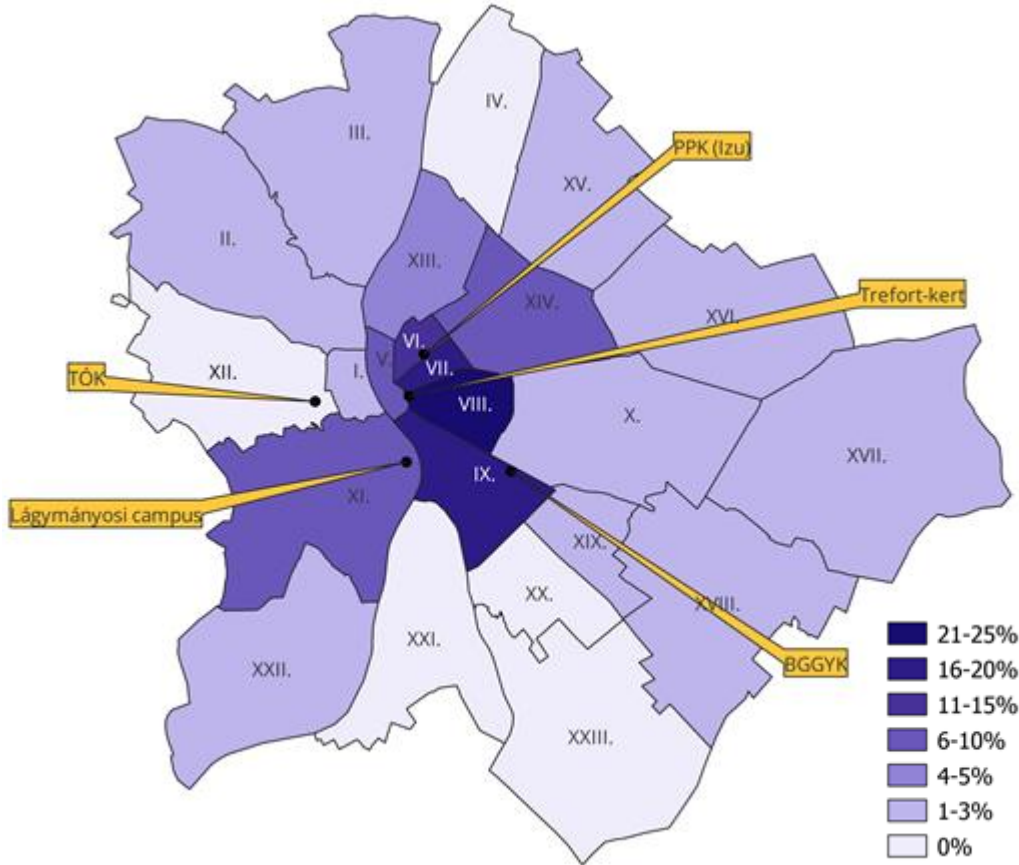 IV.
III.
PPK (Izu)
XV.
II.
XIII.
Trefort-kert
XIV.
XVI.
VI.
V.
VII.
I.
XII.
TÓK
VIII.
X.
XVII.
IX.
XI.
Lágymányosi campus
XIX.
XX.
XVIII.
XXI.
XXII.
BGGYK
XXIII.
21-25%
16-20%
11-15%
6-10%
4-5%
1-3%
0%